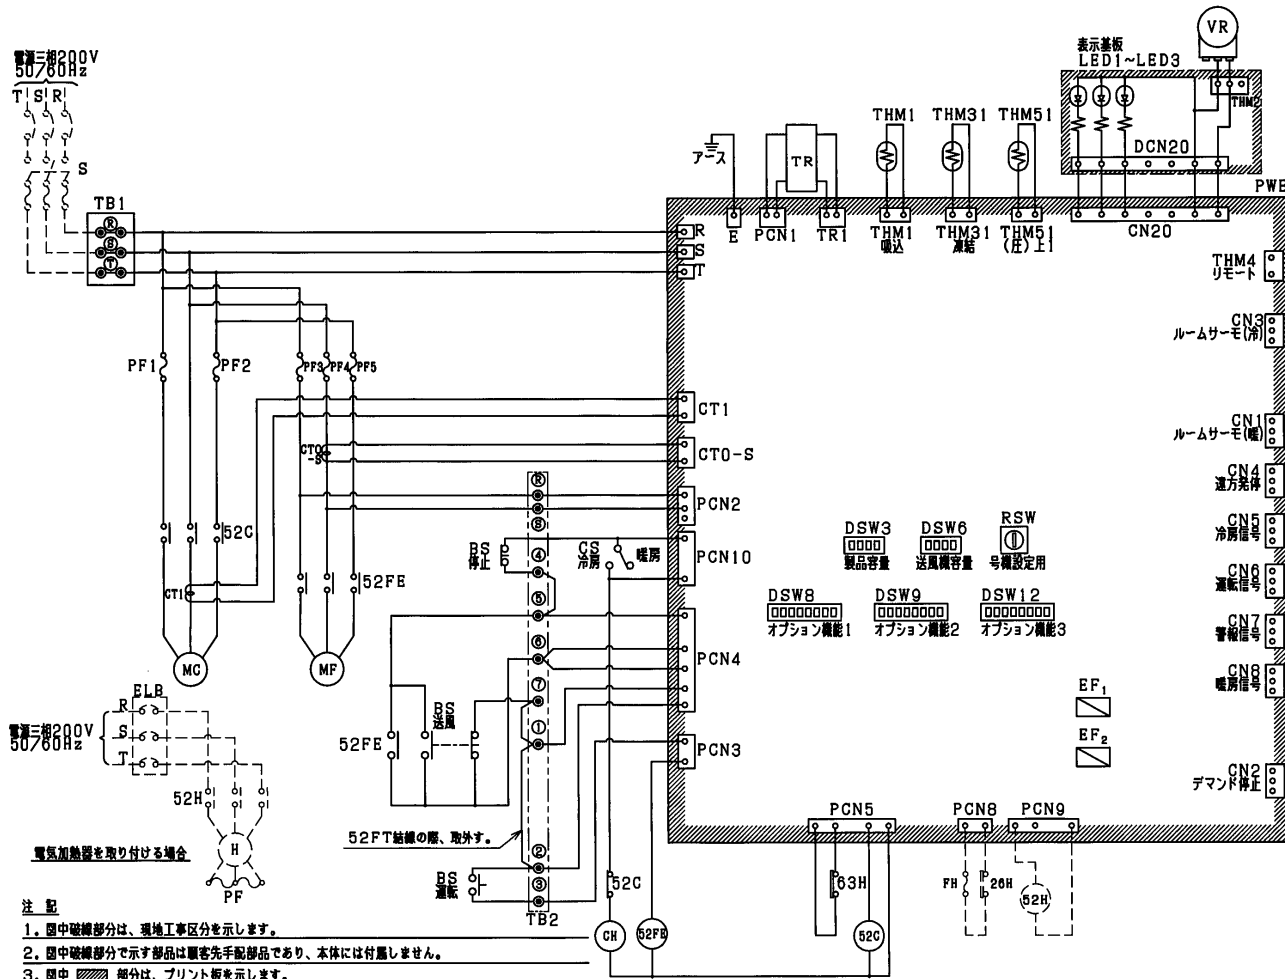 電源三相200V
50/60Hz
T S R
S
TB1
R
S
T
VR
表示基板
LED1~LED3
THM2
DCN20
CN20
アース
TR
THM1
THM31
THM51
E
PCN1
TR1
THM1
吸込
THM31
凍結
THM51
(圧)上1
R
S
T
THM4
リモート
CN3
ルームサーモ(冷)
CN1
ルームサーモ(暖)
CN4
遠方発停
CN5
冷房信号
CN6
運転信号
CN7
警報信号
CN8
暖房信号
CN2
デマンド停止
PF1
PF2
PF3
PF4
PF5
CT1
CT0
-S
CT0-S
PCN2
PCN10
PCN4
PCN3
52C
52FE
CT1
MC
MF
BS
停止
CS
冷房
暖房
R
S
④
⑤
⑥
⑦
①
②
③
TB2
DSW3
製品容量
DSW6
送風機容量
RSW
号機設定用
DSW8
オプション機能1
DSW9
オプション機能2
DSW12
オプション機能3
EF1
EF2
ELB
R
S
T
電源三相200V
50/60Hz
52H
H
PF
電気加熱器を取り付ける場合
52FE
BS
送風
52FT結線の際、取外す。
BS
運転
52C
CH
52FE
PCN5
63H
52C
PCN8
FH
26H
PCN9
52H
注 記
1. 図中破線部分は、現地工事区分を示します。
2. 図中破線部分で示す部品は顧客先手配部品であり、本体には付属しません。
3. 図中 部分は、プリント板を示します。